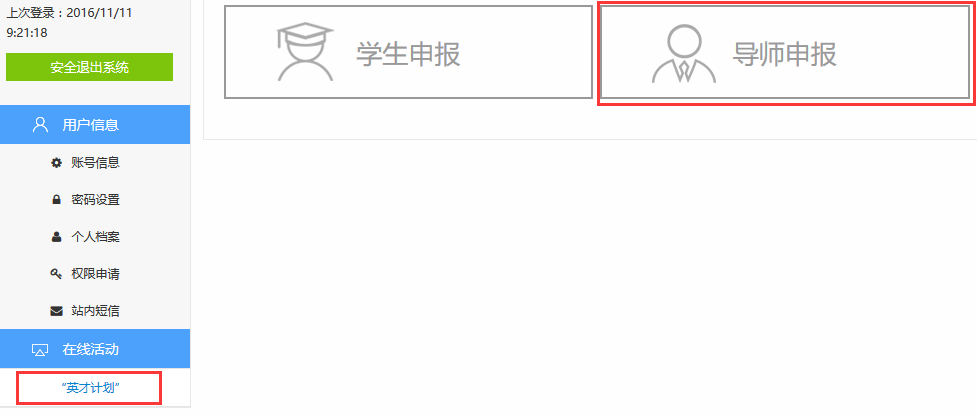 上次登录：2016/11/11
9:21:18
安全退出系统
用户信息
账号信息
密码设置
个人档案
权限申请
站内短信
在线活动
“英才计划”
学生申报
导师申报